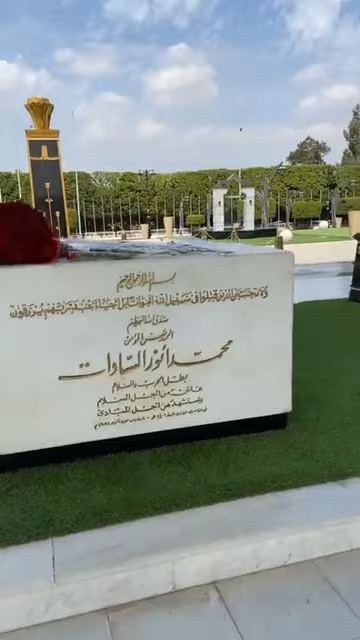 بسم الله الرحمن الرحيم
ولا تحسبن الذين قتلوا في سبيل الله أمواتا بل أحياء عند ربهم يرزقون
صدق الله العظيم
الرئيس المؤمن
محمد أنور السادات
بطل الحرب والسلام
عاش من أجل السلام
واستشهد من أجل المبادئ